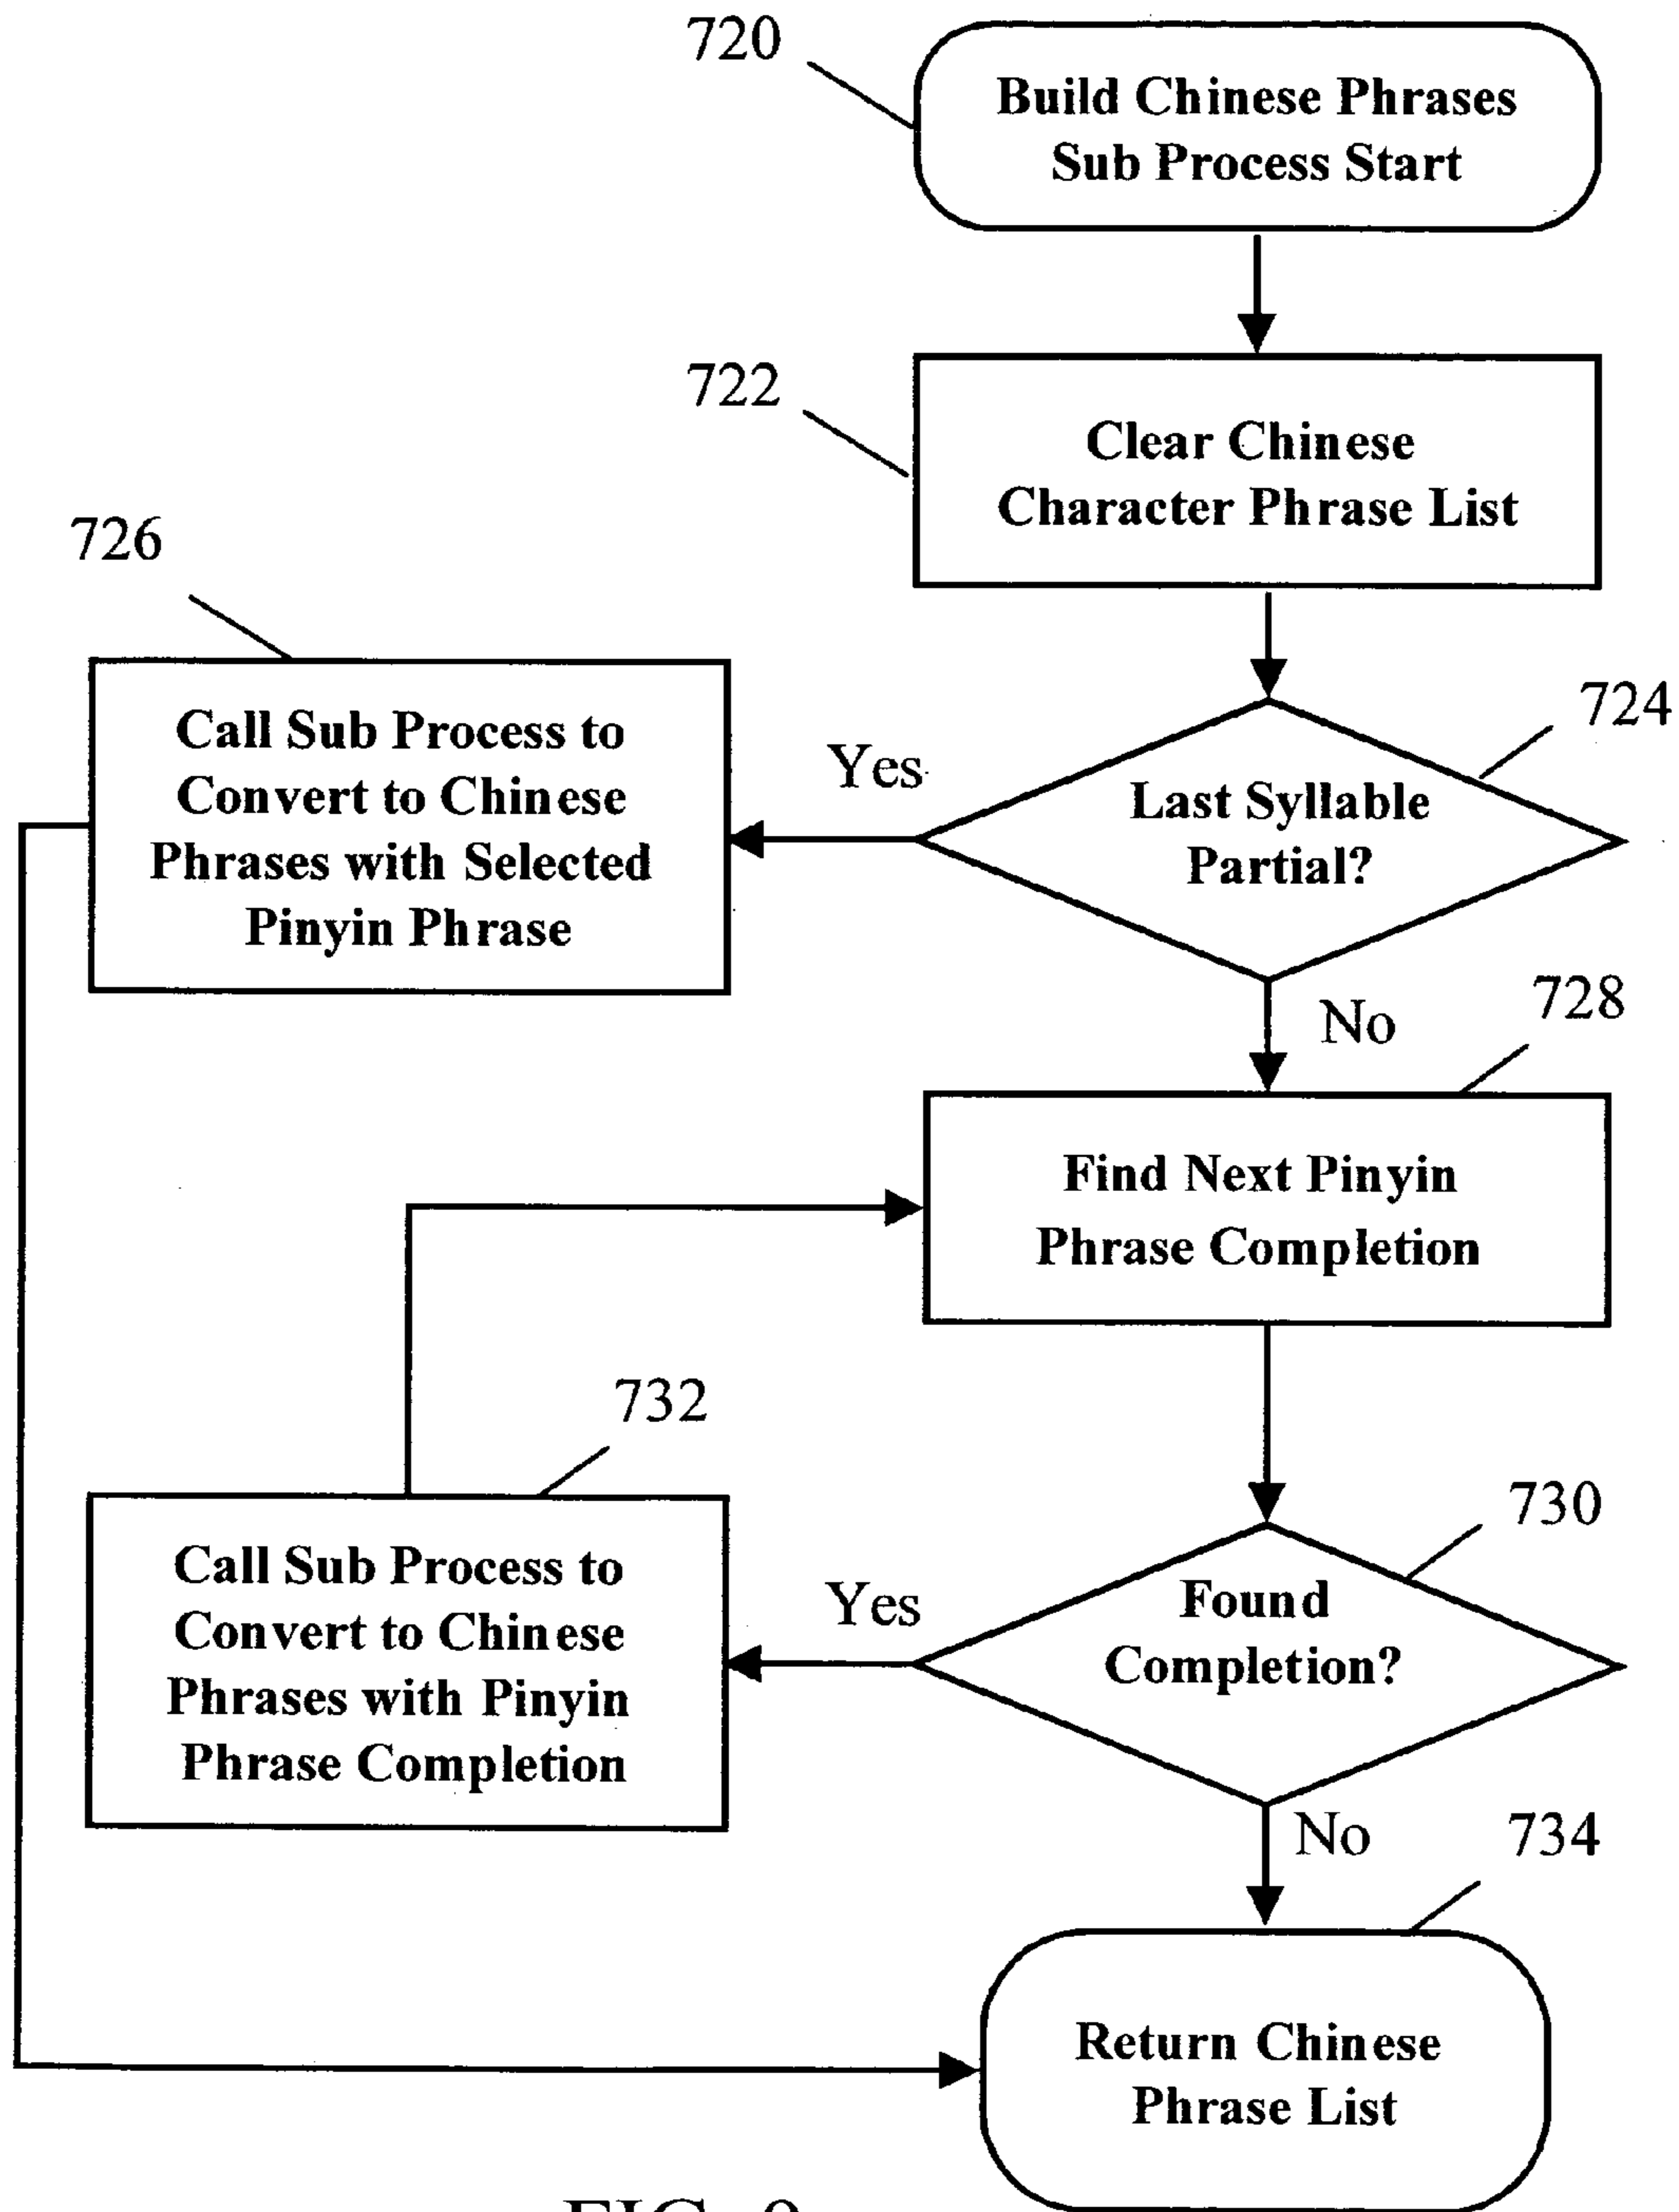 720
Build Chinese Phrases
Sub Process Start
722
Clear Chinese
Character Phrase List
726
Call Sub Process to
Convert to Chinese
Phrases with Selected
Pinyin Phrase
Yes
724
Last Syllable
Partial?
No
728
Find Next Pinyin
Phrase Completion
732
Call Sub Process to
Convert to Chinese
Phrases with Pinyin
Phrase Completion
Yes
730
Found
Completion?
No
734
Return Chinese
Phrase List
FIG.